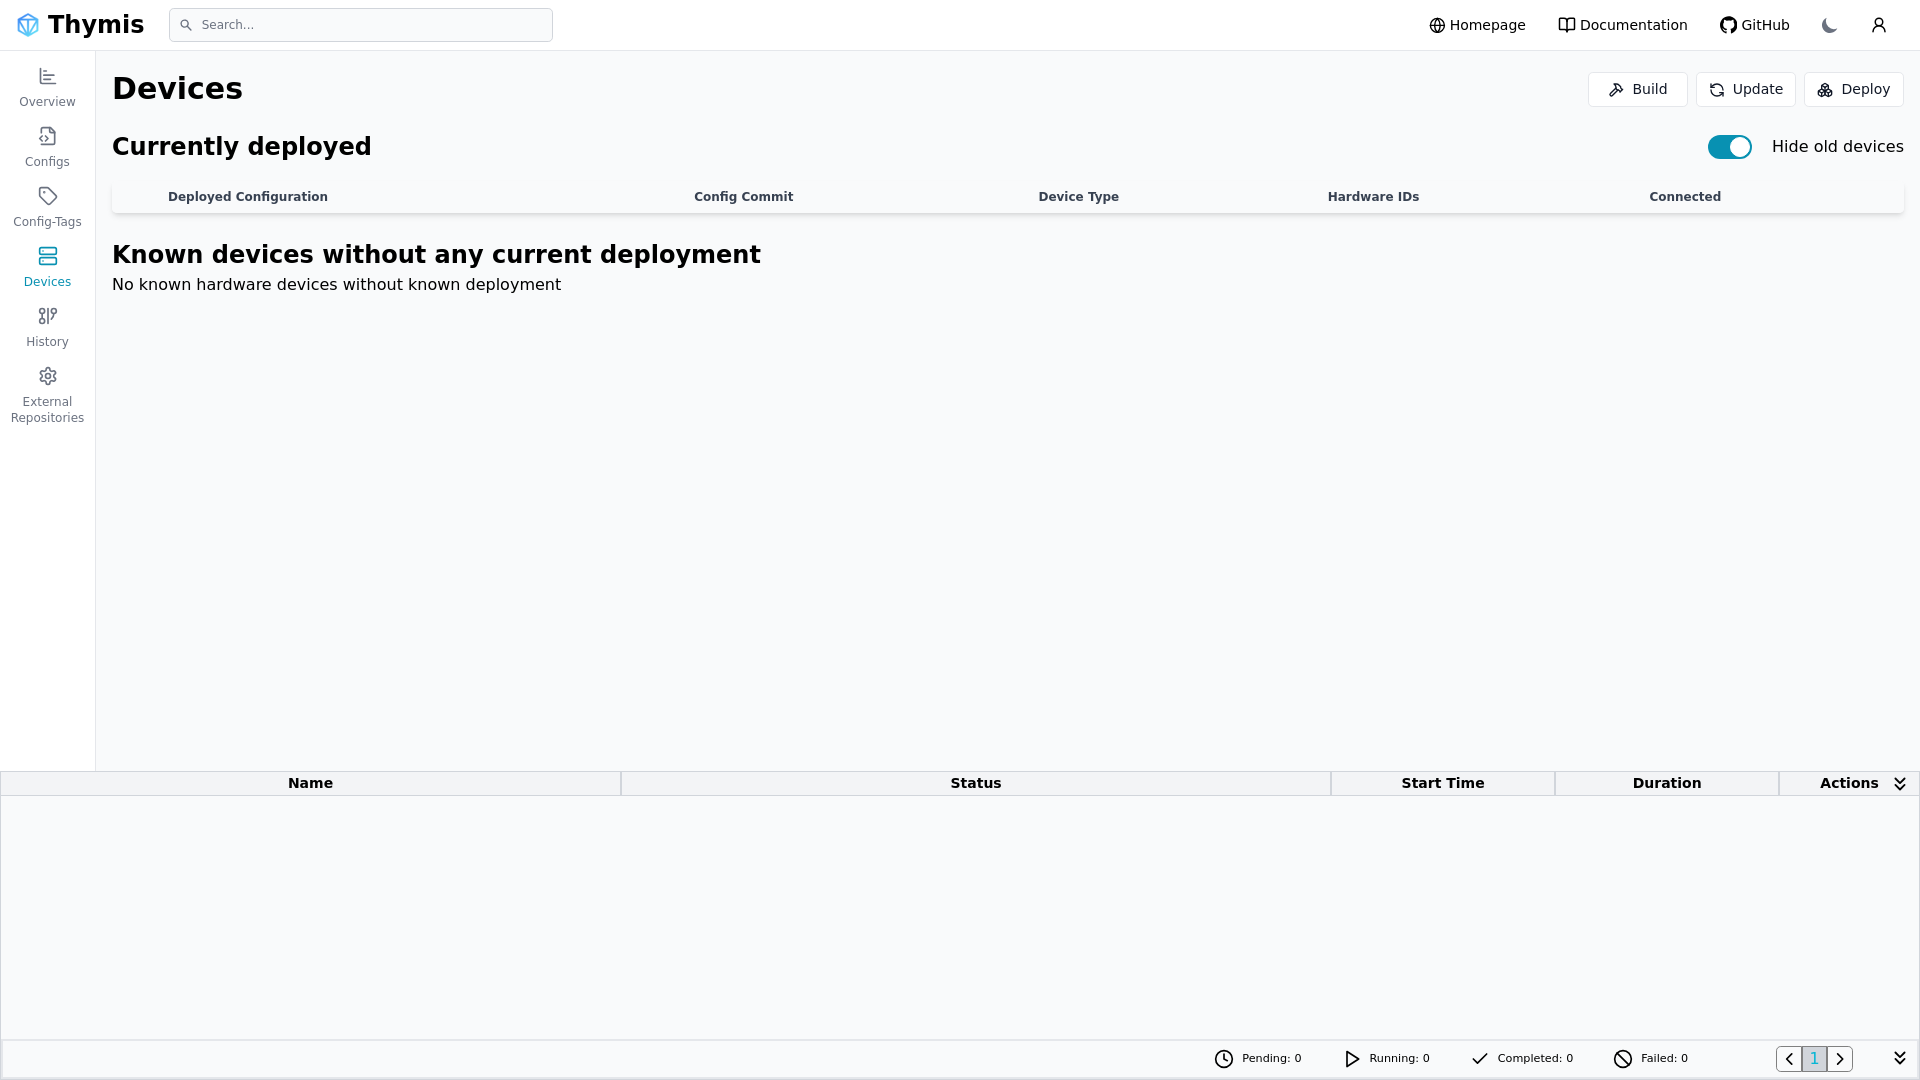 Thymis
Search...
Homepage
Documentation
GitHub
Overview
Configs
Config-Tags
Devices
History
External
Repositories
Devices
Build
Update
Deploy
Currently deployed
Hide old devices
Deployed Configuration
Config Commit
Device Type
Hardware IDs
Connected
Known devices without any current deployment
No known hardware devices without known deployment
Name
Status
Start Time
Duration
Actions
Pending: 0
Running: 0
Completed: 0
Failed: 0
1